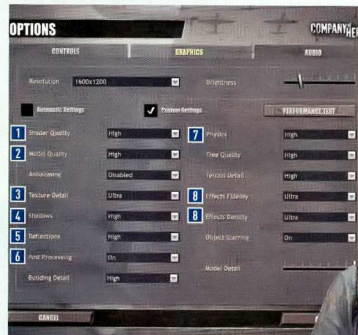 OPTIONS
COMPANY
HER
CONTROLS
GRAPHICS
AUDIO
Resolution 1600x1200
Brightness
Automatic Settings
Custom Settings
PERFORMANCE TEST
1 Shader Quality High
2 Model Quality High
Antialiasing Disabled
3 Texture Detail Ultra
4 Shadows High
5 Reflections High
6 Post Processing On
Building Detail High
7 Physics High
Tree Quality High
Terrain Detail High
8 Effects Fidelity Ultra
8 Effects Density Ultra
Object Scarring On
Model Detail
CANCEL